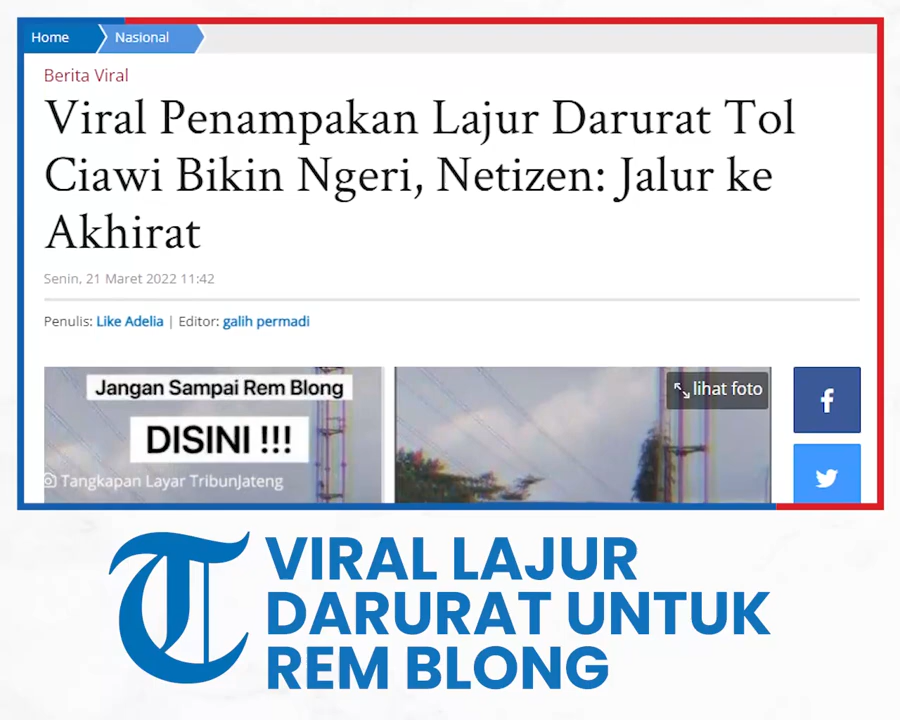 Home
Nasional
Berita Viral
Viral Penampakan Lajur Darurat Tol
Ciawi Bikin Ngeri, Netizen: Jalur ke
Akhirat
Senin, 21 Maret 2022 11:42
Penulis: Like Adelia | Editor: galih permadi
Jangan Sampai Rem Blong
DISINI !!!
Tangkapan Layar TribunJateng
lihat foto
f
T
VIRAL LAJUR
DARURAT UNTUK
REM BLONG